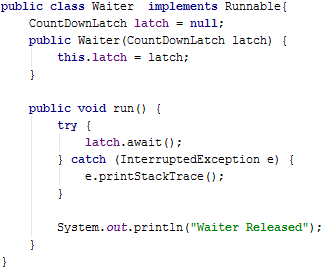 public class Waiter  implements Runnable{
    CountDownLatch latch = null;
    public Waiter(CountDownLatch latch) {
        this.latch = latch;
    }

    public void run() {
        try {
            latch.await();
        } catch (InterruptedException e) {
            e.printStackTrace();
        }

        System.out.println("Waiter Released");
    }
}